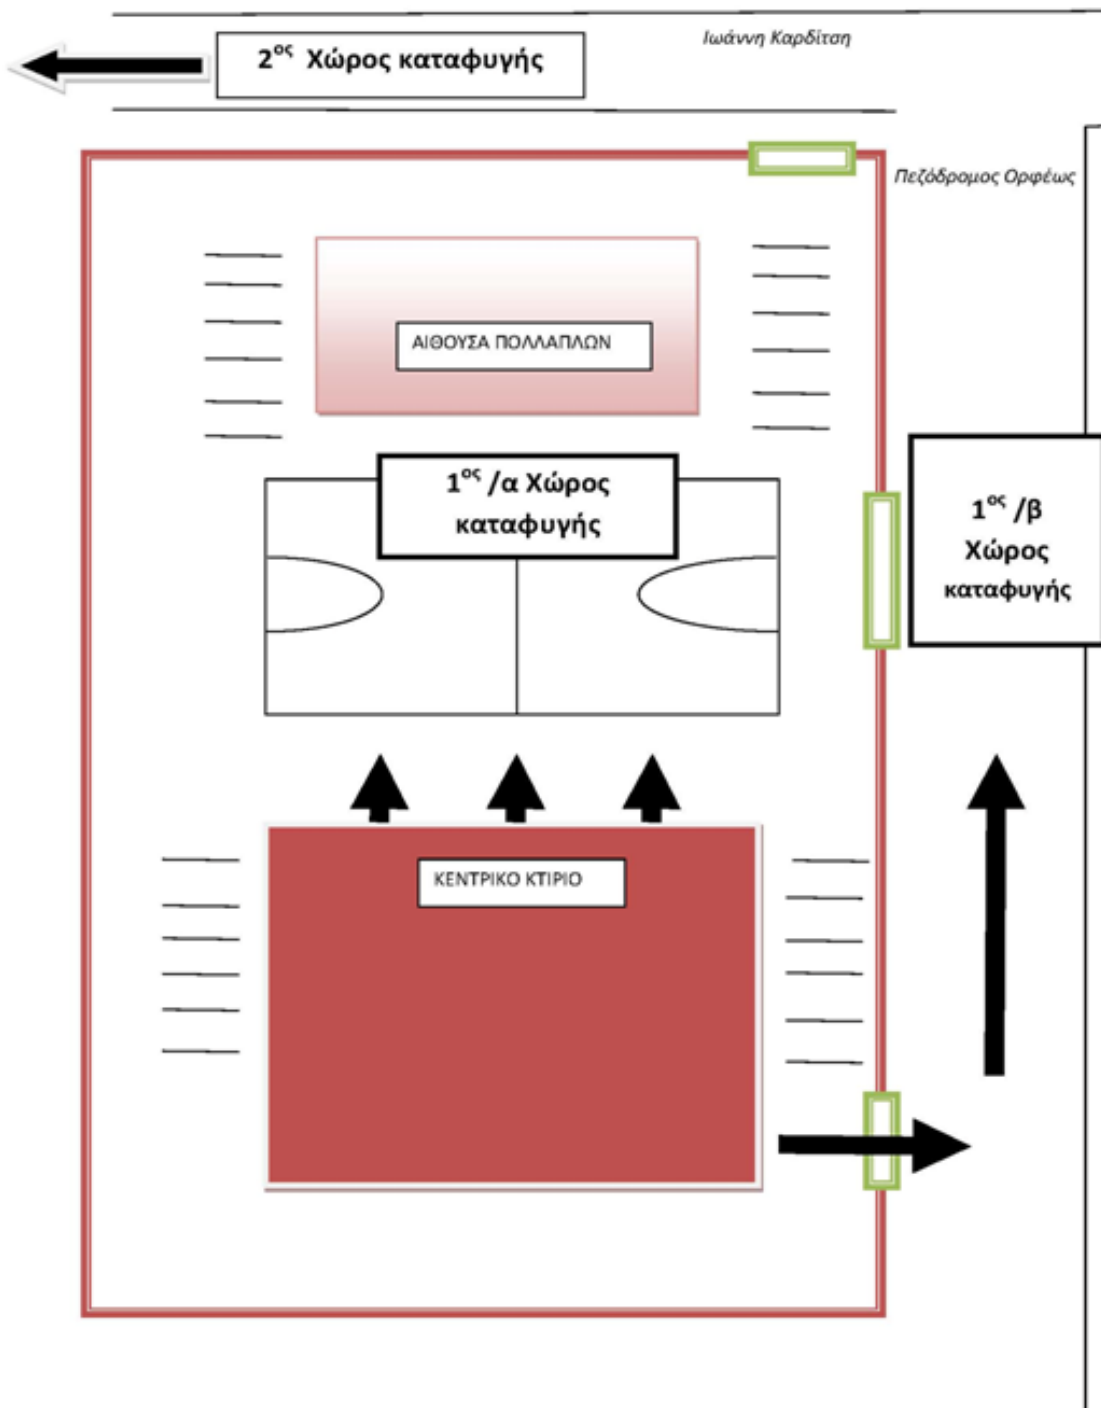 Ιωάννη Καρδίτση
2ος Χώρος καταφυγής
Πεζόδρομος Ορφέως
ΑΙΘΟΥΣΑ ΠΟΛΛΑΠΛΩΝ
1ος /α Χώρος
καταφυγής
1ος /β
Χώρος
καταφυγής
ΚΕΝΤΡΙΚΟ ΚΤΙΡΙΟ